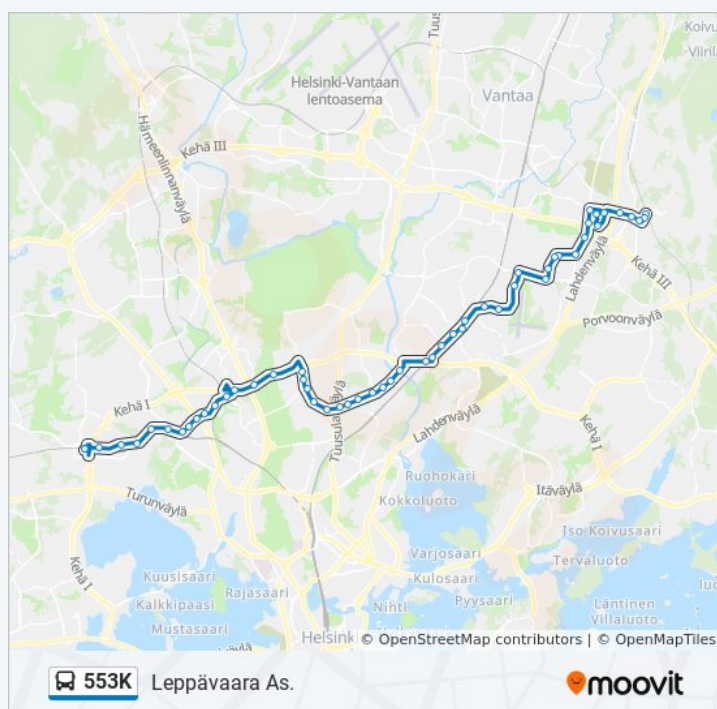 Koivu
Viirila
Tuus
Helsinki-Vantaan
lentoasema
Vantaa
Hämeenlinnanväylä
Kehä III
Lahdenväylä
Kehä III
Porvoonväylä
Kehä I
Tuusulanväylä
Lahdenväylä
Kehä I
Turunväylä
Ruohokari
Kokkoluoto
Itäväylä
Iso Koivusaari
Tervaluoto
Kehä I
Kuusisaari
Kalkkipaasi
Mustasaari
Rajasaari
Varjosaari
Kulosaari
Pyysaari
Nihti
Läntinen
Villaluoto
Helsinki
© OpenStreetMap contributors | © OpenMapTiles
553K Leppävaara As.
moovit